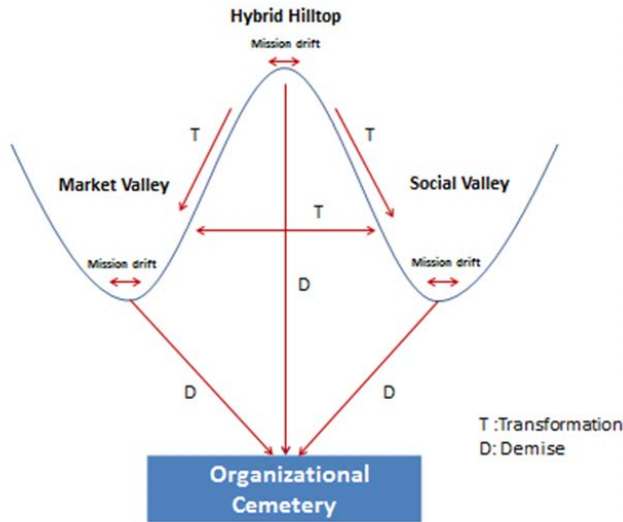 Hybrid Hilltop
Mission drift
T
T
Market Valley
Social Valley
T
Mission drift
Mission drift
D
D
D
T :Transformation
D: Demise
Organizational
Cemetery